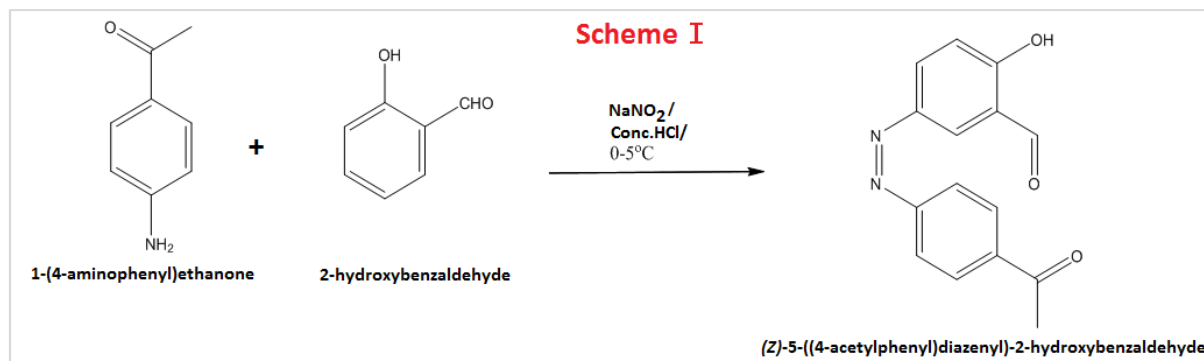 Scheme I
O
OH
CHO
NH2
+
NaNO2/
Conc.HCl/
0-5°C
OH
N
N
O
O
1-(4-aminophenyl)ethanone
2-hydroxybenzaldehyde
(Z)-5-((4-acetylphenyl)diazenyl)-2-hydroxybenzaldehyde